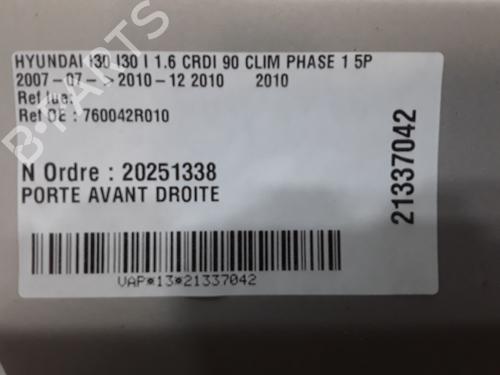 HYUNDAI I30 I30 I 1.6 CRDI 90 CLIM PHASE 1 5P
2007-07-->2010-12 2010 2010
Ref lue:
Ref OE : 760042R010
N Ordre : 20251338
PORTE AVANT DROITE
VAP*13*21337042
21337042
B-PARTS